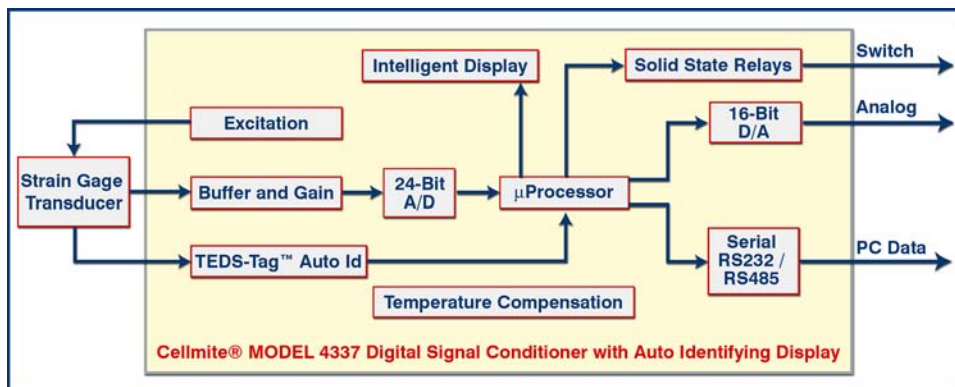 Switch
Intelligent Display
Solid State Relays
Analog
Excitation
16-Bit
D/A
Strain Gage
Transducer
Buffer and Gain
24-Bit
A/D
µProcessor
TEDS-Tag™ Auto Id
Serial
RS232 /
RS485
PC Data
Temperature Compensation
Cellmite® MODEL 4337 Digital Signal Conditioner with Auto Identifying Display